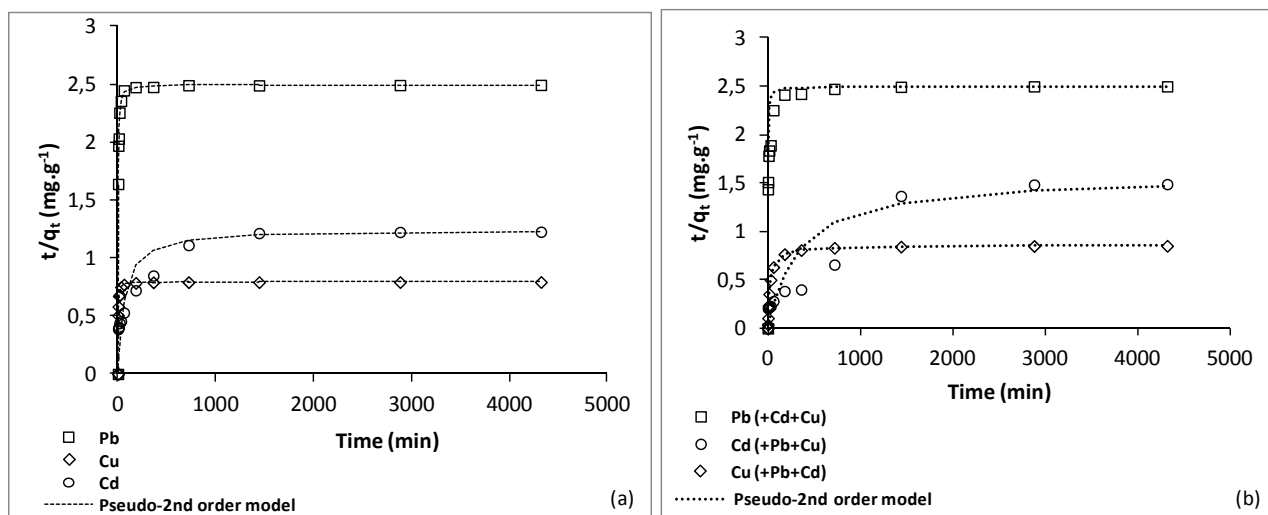 3
2,5
2
1,5
1
0,5
0
t/qt (mg.g-1)
0 1000 2000 3000 4000 5000
Time (min)
Pb
Cu
Cd
Pseudo-2nd order model
(a)
3
2,5
2
1,5
1
0,5
0
t/qt (mg.g-1)
0 1000 2000 3000 4000 5000
Time (min)
Pb (+Cd+Cu)
Cd (+Pb+Cu)
Cu (+Pb+Cd)
Pseudo-2nd order model
(b)